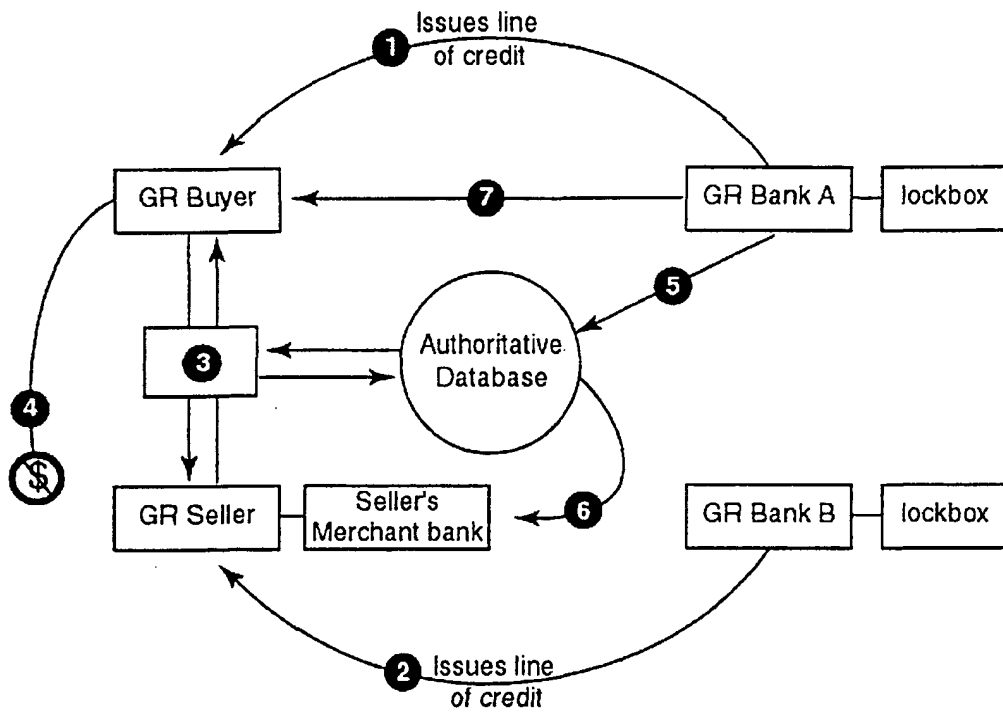 1
Issues line
of credit
GR Buyer
7
GR Bank A
lockbox
5
Authoritative
Database
3
4
$
GR Seller
Seller's
Merchant bank
6
GR Bank B
lockbox
2
Issues line
of credit